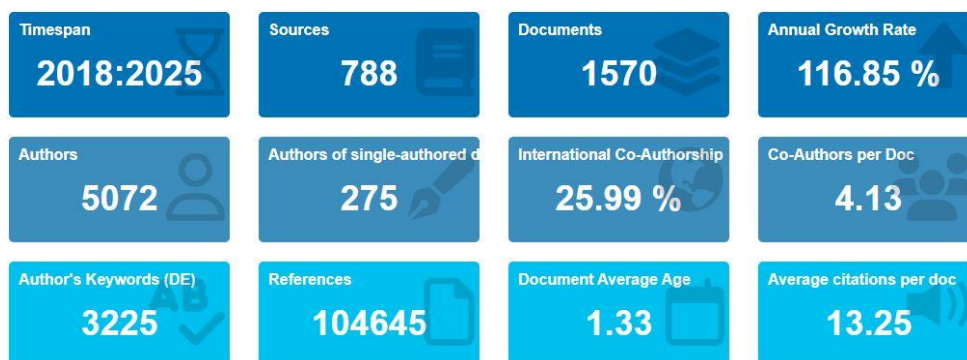 Timespan
2018:2025
Sources
788
Documents
1570
Annual Growth Rate
116.85 %
Authors
5072
Authors of single-authored d
275
International Co-Authorship
25.99 %
Co-Authors per Doc
4.13
Author's Keywords (DE)
AB
3225
References
104645
Document Average Age
1.33
Average citations per doc
13.25